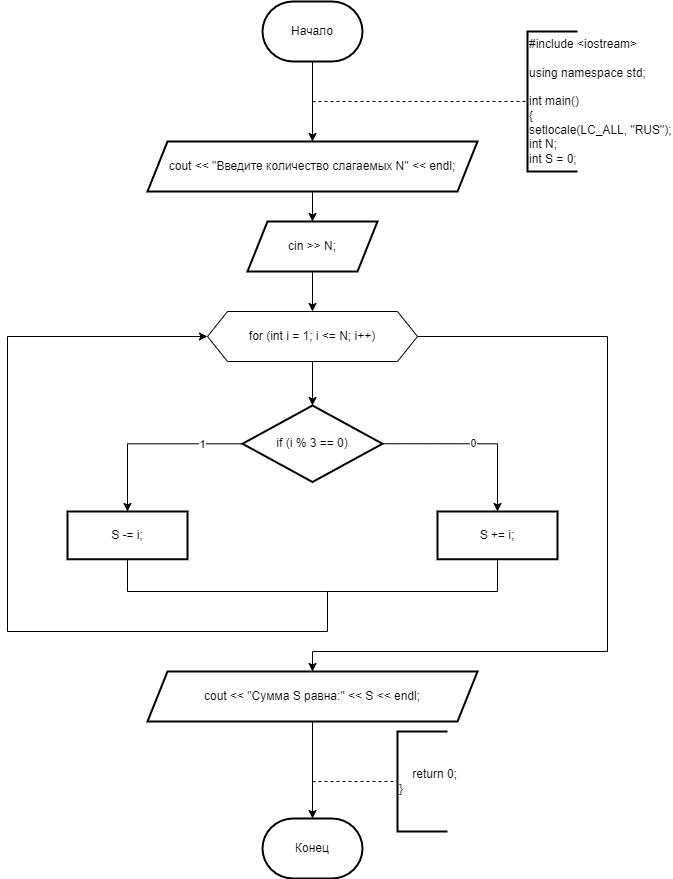 Начало
#include <iostream>
using namespace std;
int main()
{
setlocale(LC_ALL, "RUS");
int N;
int S = 0;
cout << "Введите количество слагаемых N" << endl;
cin >> N;
for (int i = 1; i <= N; i++)
if (i % 3 == 0)
1
0
S -= i;
S += i;
cout << "Сумма S равна:" << S << endl;
return 0;
}
Конец